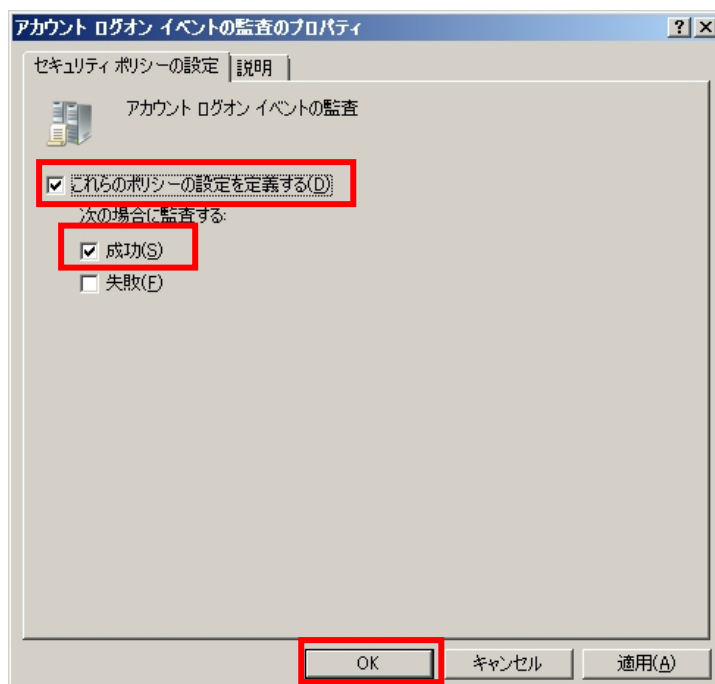 アカウント ログオン イベントの監査のプロパティ
セキュリティ ポリシーの設定 説明
アカウント ログオン イベントの監査
これらのポリシーの設定を定義する(D)
次の場合に監査する:
成功(S)
失敗(F)
OK キャンセル 適用(A)